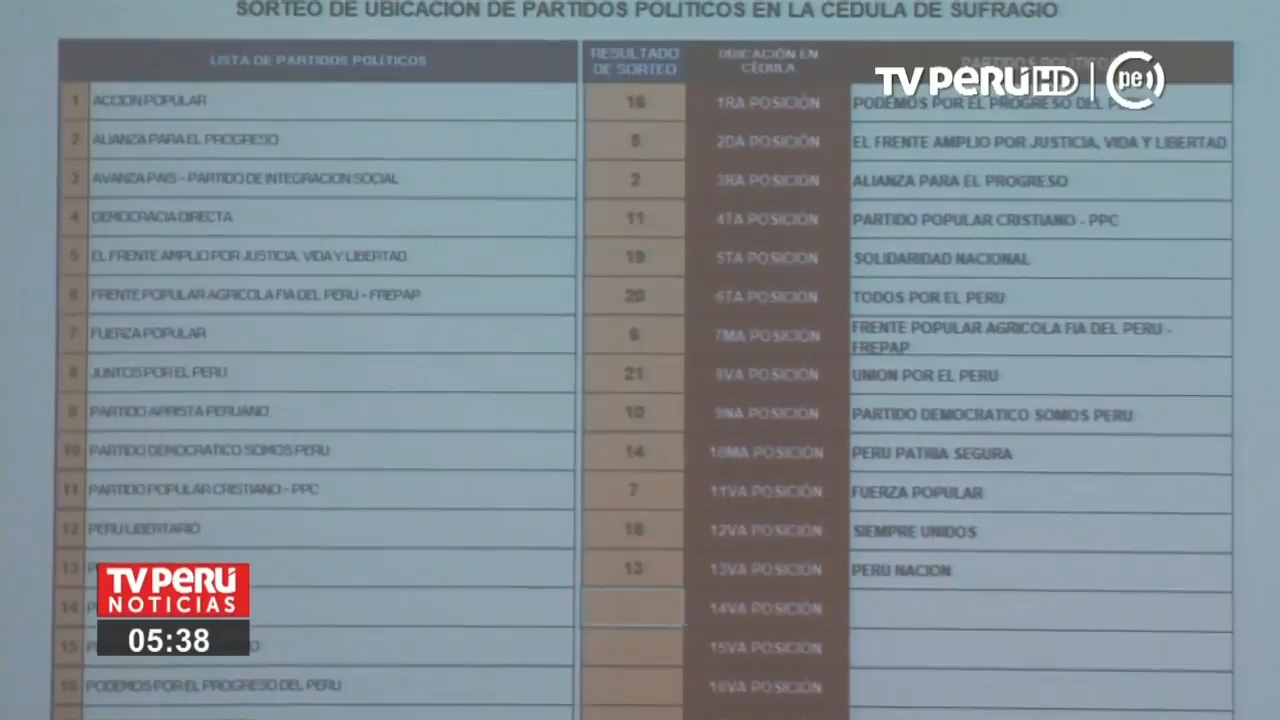 SORTEO DE UBICACIÓN DE PARTIDOS POLÍTICOS EN LA CÉDULA DE SUFRAGIO
LISTA DE PARTIDOS POLÍTICOS
RESULTADO DE SORTEO
UBICACIÓN EN CÉDULA
TV PERÚ HD | pe
1 ACCION POPULAR 16 1RA POSICIÓN PODEMOS POR EL PROGRESO DEL
2 ALIANZA PARA EL PROGRESO 5 2DA POSICIÓN EL FRENTE AMPLIO POR JUSTICIA, VIDA Y LIBERTAD
3 AVANZA PAIS - PARTIDO DE INTEGRACION SOCIAL 2 3RA POSICIÓN ALIANZA PARA EL PROGRESO
4 DEMOCRACIA DIRECTA 11 4TA POSICIÓN PARTIDO POPULAR CRISTIANO - PPC
5 EL FRENTE AMPLIO POR JUSTICIA, VIDA Y LIBERTAD 19 5TA POSICION SOLIDARIDAD NACIONAL
6 FRENTE POPULAR AGRICOLA FIA DEL PERU - FREPAP 20 6TA POSICIÓN TODOS POR EL PERU
7 FUERZA POPULAR 6 7MA POSICIÓN FRENTE POPULAR AGRICOLA FIA DEL PERU -
FREPAP
8 JUNTOS POR EL PERU 21 8VA POSICIÓN UNION POR EL PERU
9 PARTIDO APRISTA PERUANO 10 9NA POSICIÓN PARTIDO DEMOCRATICO SOMOS PERU
10 PARTIDO DEMOCRATICO SOMOS PERU 14 10MA POSICIÓN PERU PATRIA SEGURA
11 PARTIDO POPULAR CRISTIANO - PPC 7 11VA POSICIÓN FUERZA POPULAR
12 PERU LIBERTARIO 18 12VA POSICIÓN SIEMPRE UNIDOS
13 13 13VA POSICIÓN PERU NACION
14 14VA POSICIÓN
15 15VA POSICIÓN
16 PODEMOS POR EL PROGRESO DEL PERU 16VA POSICIÓN
TV PERÚ
NOTICIAS
05:38